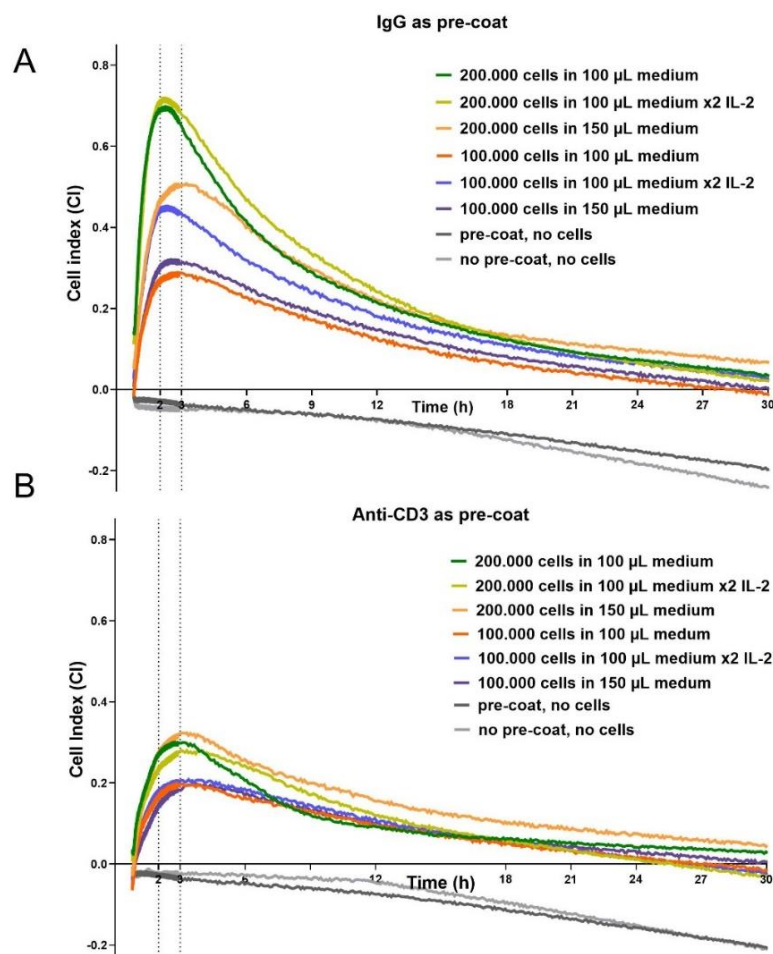 IgG as pre-coat
A
0.8
0.6
0.4
0.2
0.0
-0.2
Cell index (CI)
200.000 cells in 100 µL medium
200.000 cells in 100 µL medium x2 IL-2
200.000 cells in 150 µL medium
100.000 cells in 100 µL medium
100.000 cells in 100 µL medium x2 IL-2
100.000 cells in 150 µL medium
pre-coat, no cells
no pre-coat, no cells
2 3 6 9 12 18 21 24 27 30
Time (h)
B
Anti-CD3 as pre-coat
0.8
0.6
0.4
0.2
0.0
-0.2
Cell Index (CI)
200.000 cells in 100 µL medium
200.000 cells in 100 µL medium x2 IL-2
200.000 cells in 150 µL medium
100.000 cells in 100 µL medum
100.000 cells in 100 µL medium x2 IL-2
100.000 cells in 150 µL medum
pre-coat, no cells
no pre-coat, no cells
2 3 6 9 12 18 21 24 27 30
Time (h)